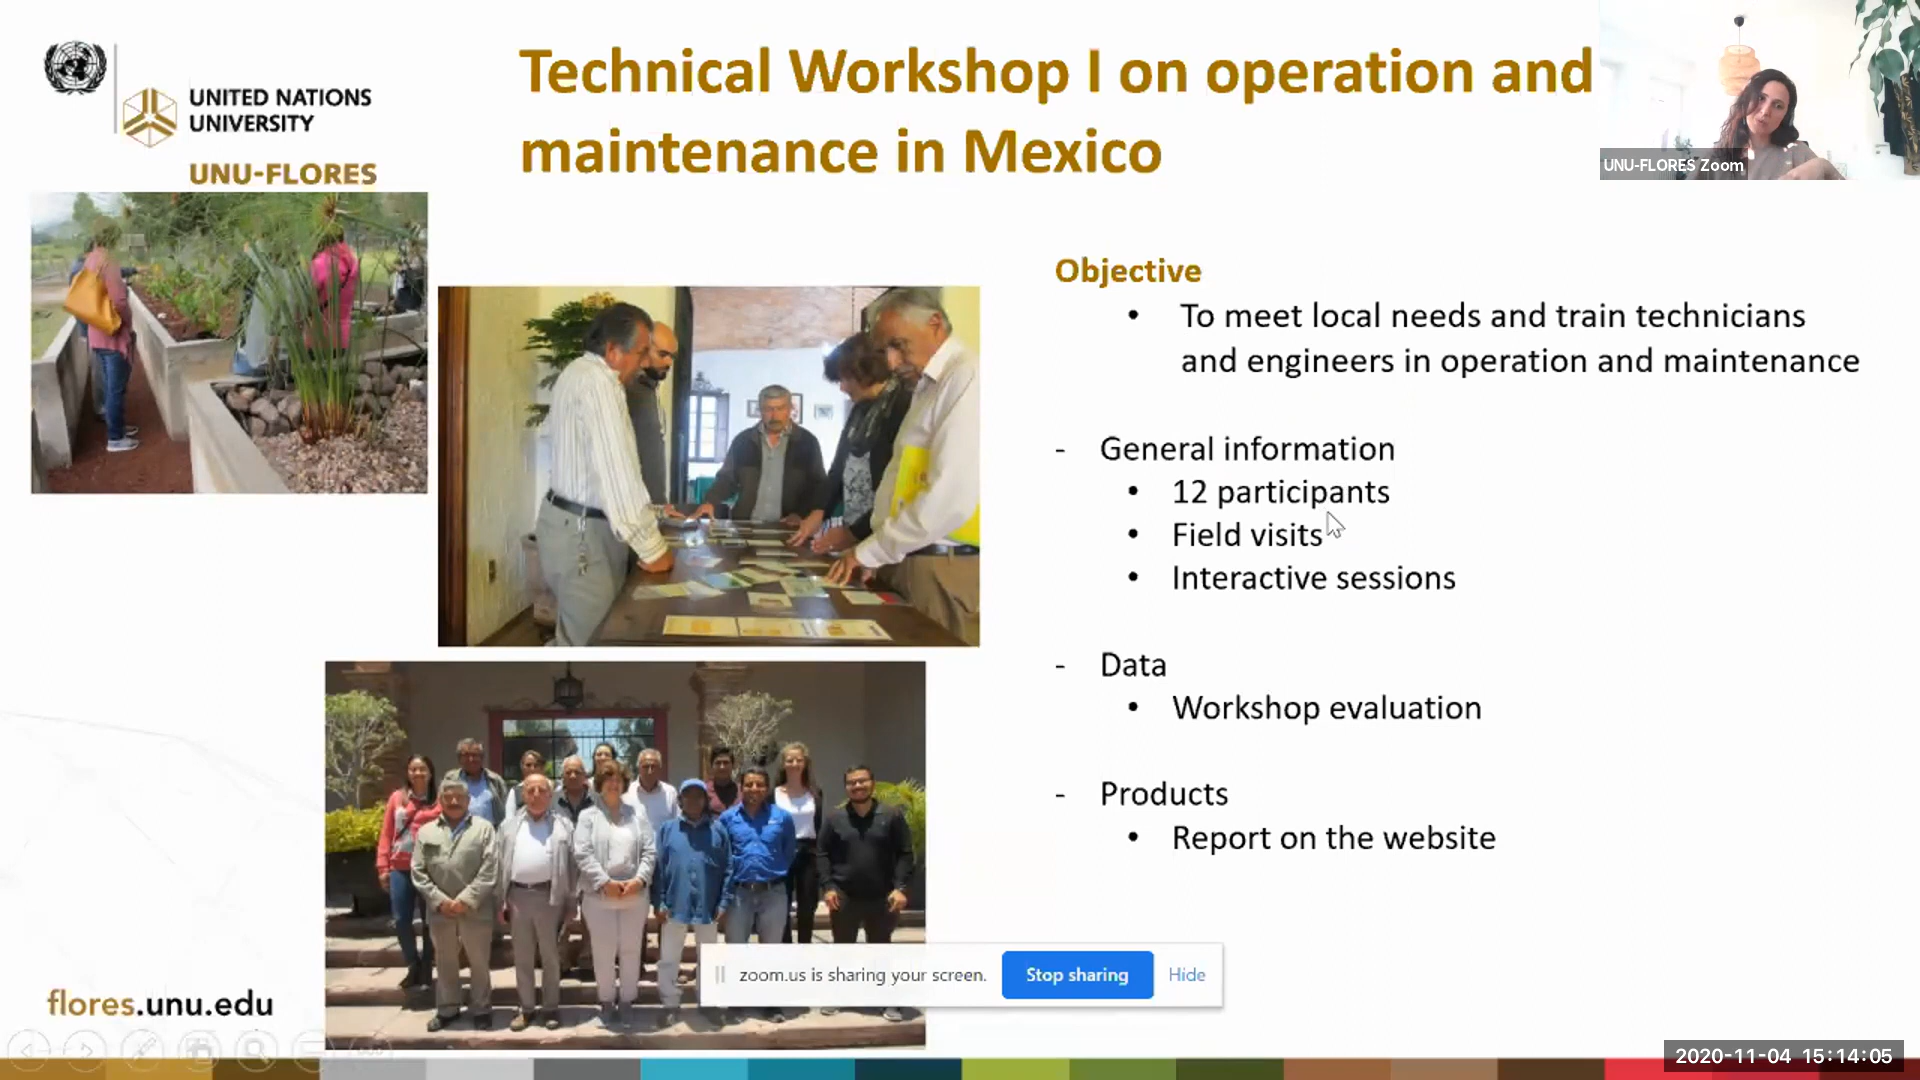 UNITED NATIONS
UNIVERSITY
UNU-FLORES
Technical Workshop I on operation and
maintenance in Mexico
UNU-FLORES Zoom
Objective
• To meet local needs and train technicians
and engineers in operation and maintenance
- General information
• 12 participants
• Field visits
• Interactive sessions
- Data
• Workshop evaluation
- Products
• Report on the website
zoom.us is sharing your screen.
Stop sharing
Hide
flores.unu.edu
2020-11-04 15:14:05